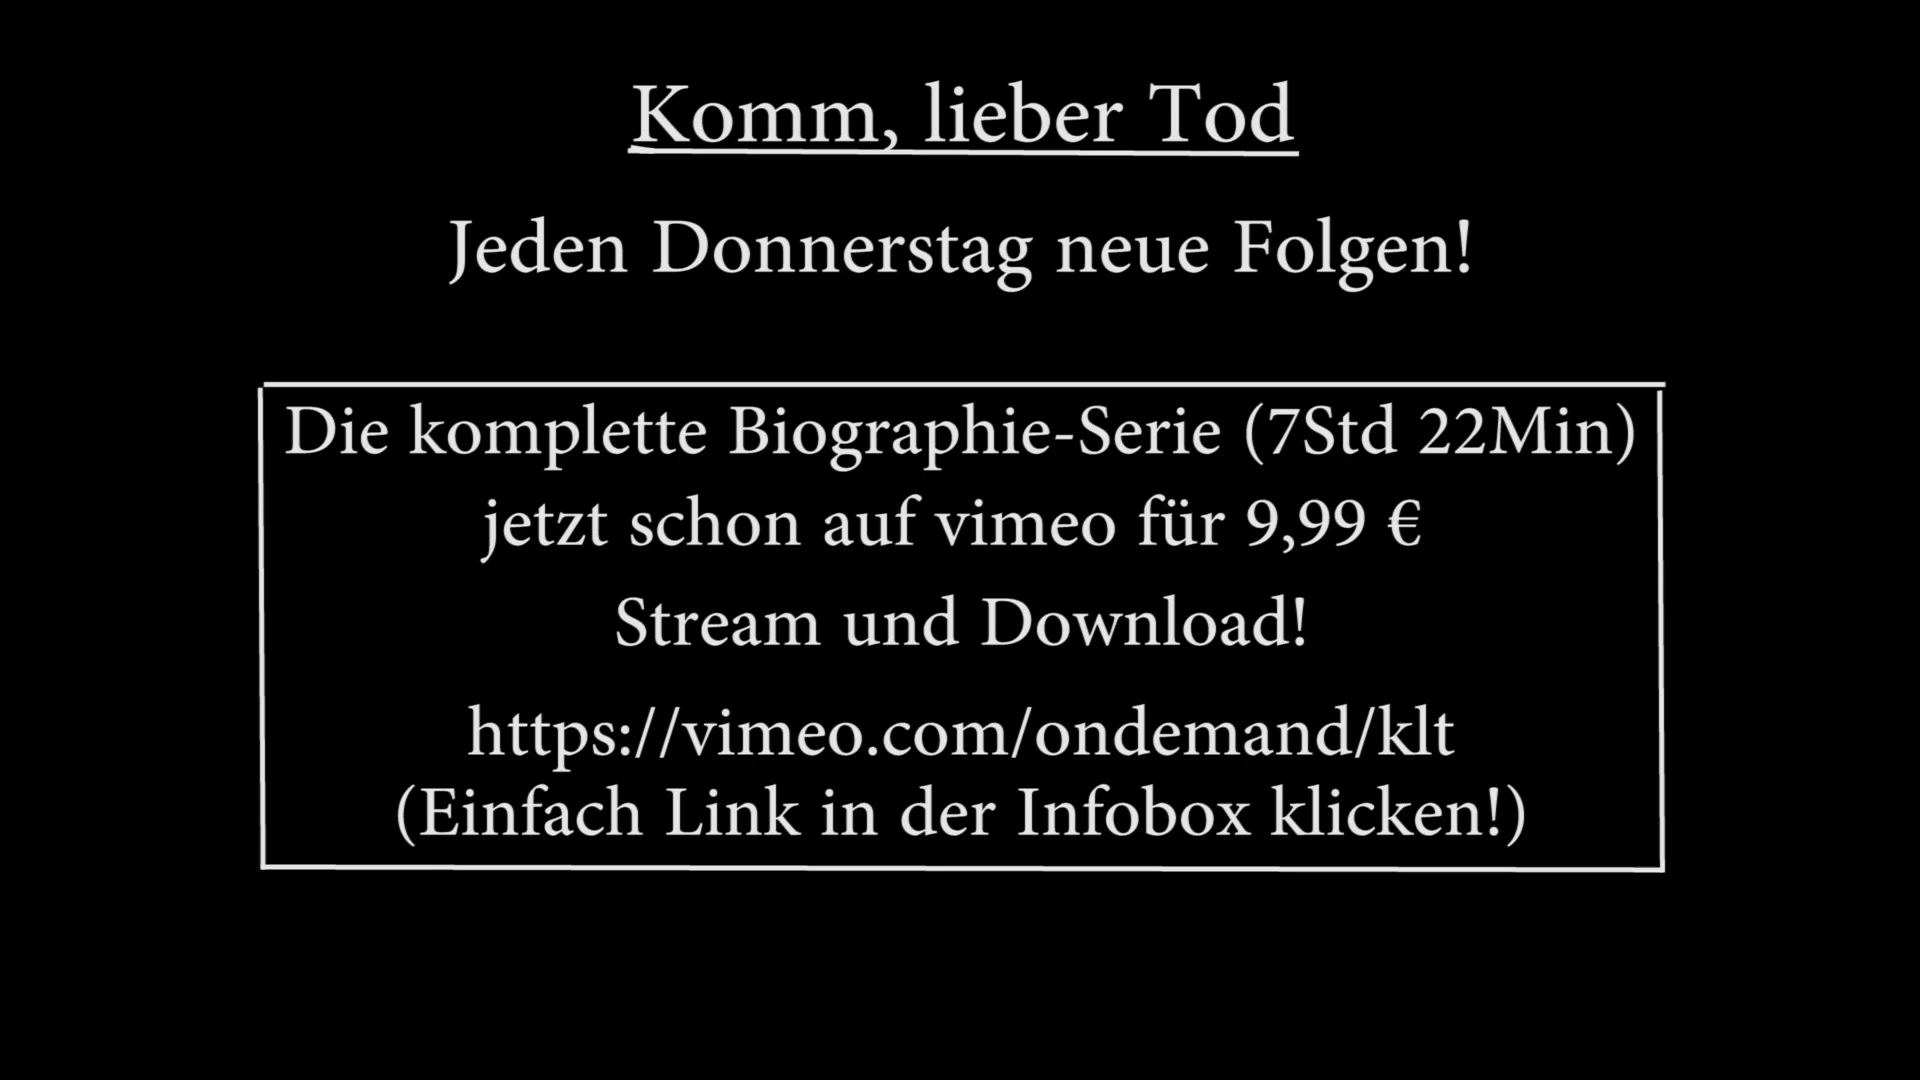 Komm, lieber Tod
Jeden Donnerstag neue Folgen!
Die komplette Biographie-Serie (7Std 22Min)
jetzt schon auf vimeo für 9,99 €
Stream und Download!
https://vimeo.com/ondemand/klt
(Einfach Link in der Infobox klicken!)